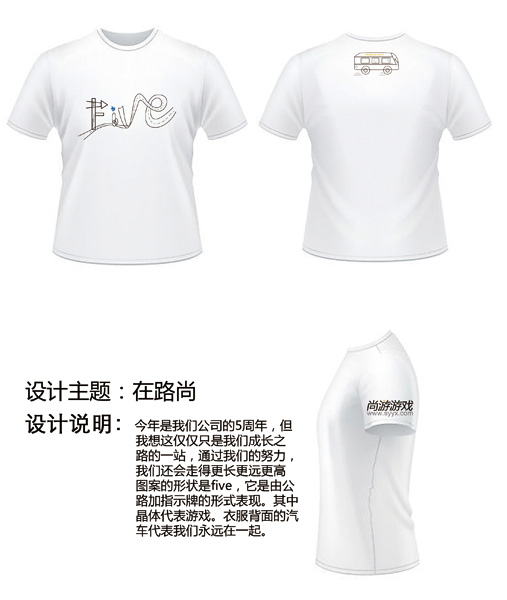 Five
设计主题：在路尚
设计说明：今年是我们公司的5周年，但
我想这仅仅只是我们成长之
路的一站，通过我们的努力，
我们还会走得更长更远更高
图案的形状是five，它是由公
路加指示牌的形式表现。其中
晶体代表游戏。衣服背面的汽
车代表我们永远在一起。
尚游游戏
www.syyx.com